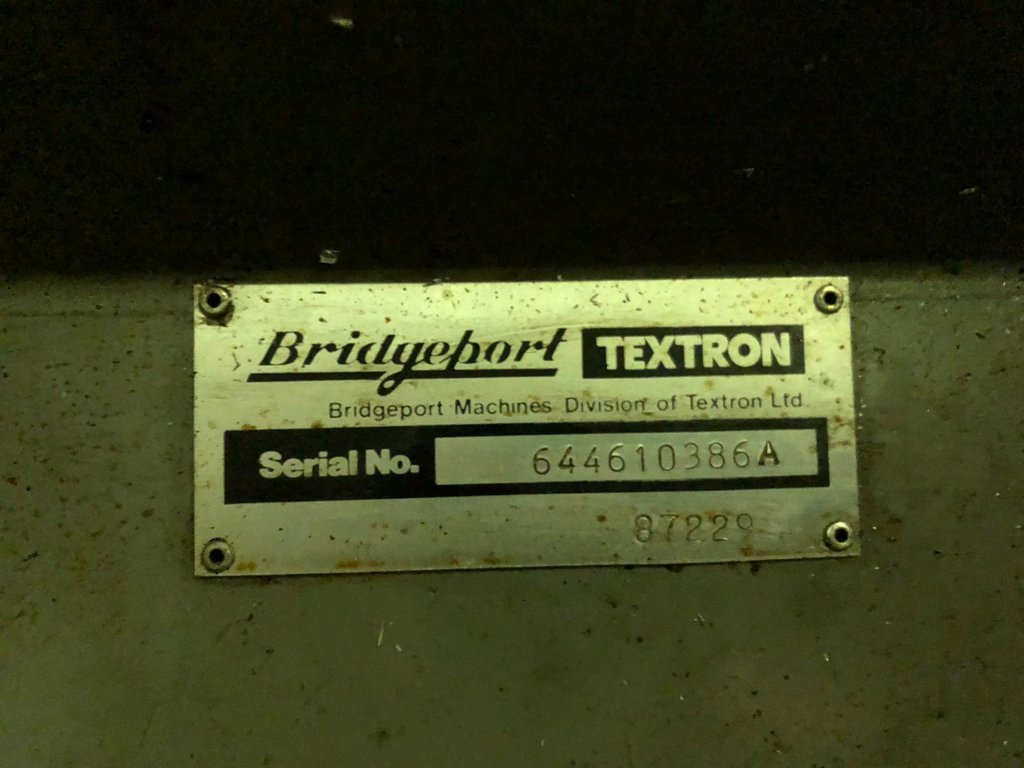 Bridgeport TEXTRON
Bridgeport Machines Division of Textron Ltd.
Serial No. 644610386A
87229